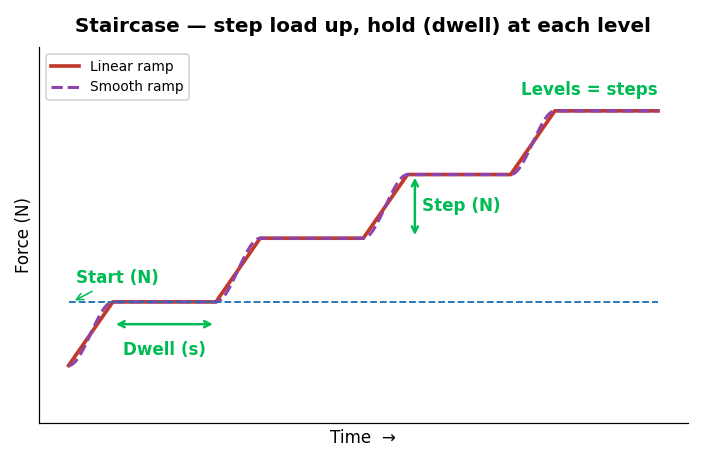 Staircase — step load up, hold (dwell) at each level
Linear ramp
Smooth ramp
Levels = steps
Step (N)
Start (N)
Dwell (s)
Force (N)
Time →